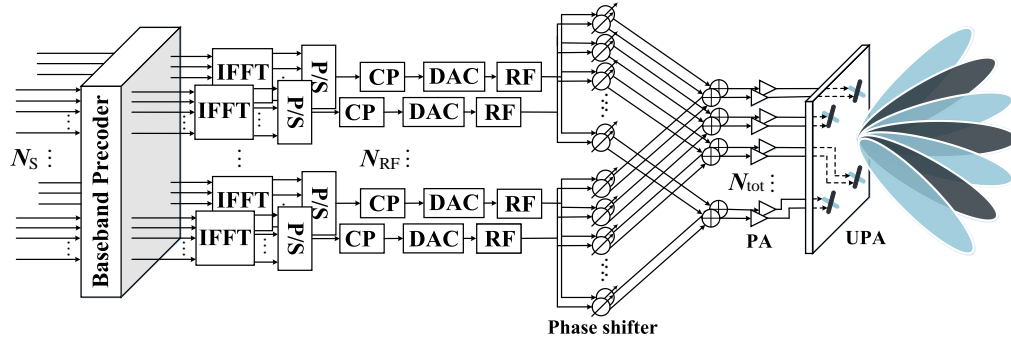 IFFT
P/S
CP
DAC
RF
IFFT
P/S
CP
DAC
RF
N_S
Baseband Precoder
N_RF
N_tot
IFFT
P/S
CP
DAC
RF
IFFT
P/S
CP
DAC
RF
PA
UPA
Phase shifter